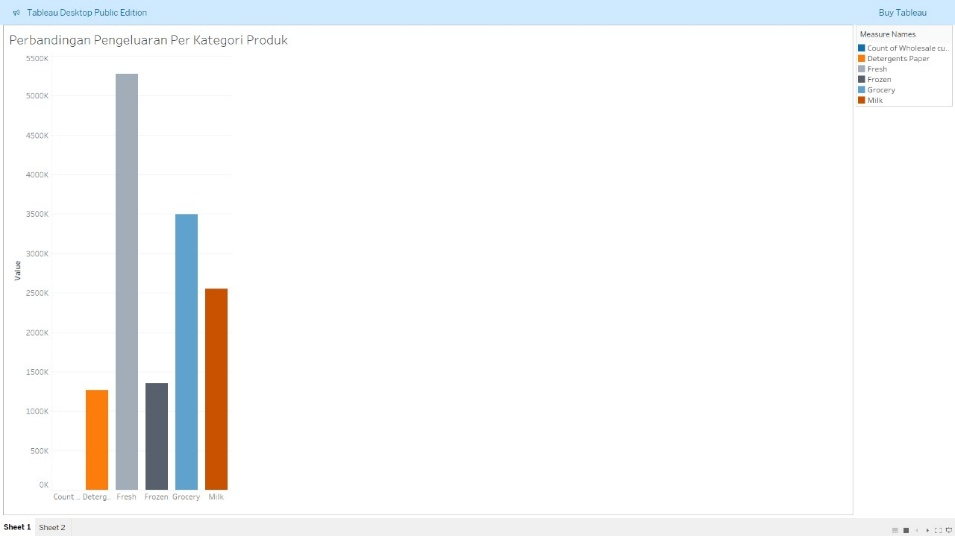 Tableau Desktop Public Edition
Buy Tableau
Perbandingan Pengeluaran Per Kategori Produk
5500K
5000K
4500K
4000K
3500K
3000K
2500K
2000K
1500K
1000K
500K
0K
Value
Count .. Deterg.. Fresh Frozen Grocery Milk
Measure Names
Count of Wholesale cu..
Detergents Paper
Fresh
Frozen
Grocery
Milk
Sheet 1 Sheet 2